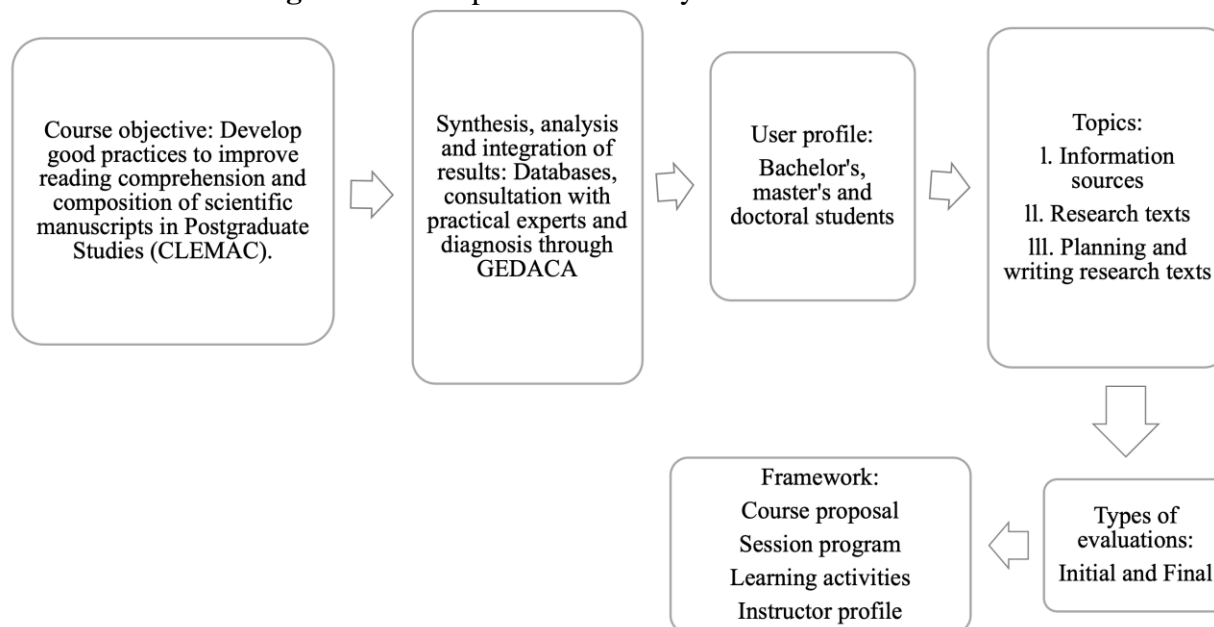 Course objective: Develop
good practices to improve
reading comprehension and
composition of scientific
manuscripts in Postgraduate
Studies (CLEMAC).
Synthesis, analysis
and integration of
results: Databases,
consultation with
practical experts and
diagnosis through
GEDACA
User profile:
Bachelor's,
master's and
doctoral students
Topics:
l. Information
sources
ll. Research texts
lll. Planning and
writing research texts
Types of
evaluations:
Initial and Final
Framework:
Course proposal
Session program
Learning activities
Instructor profile